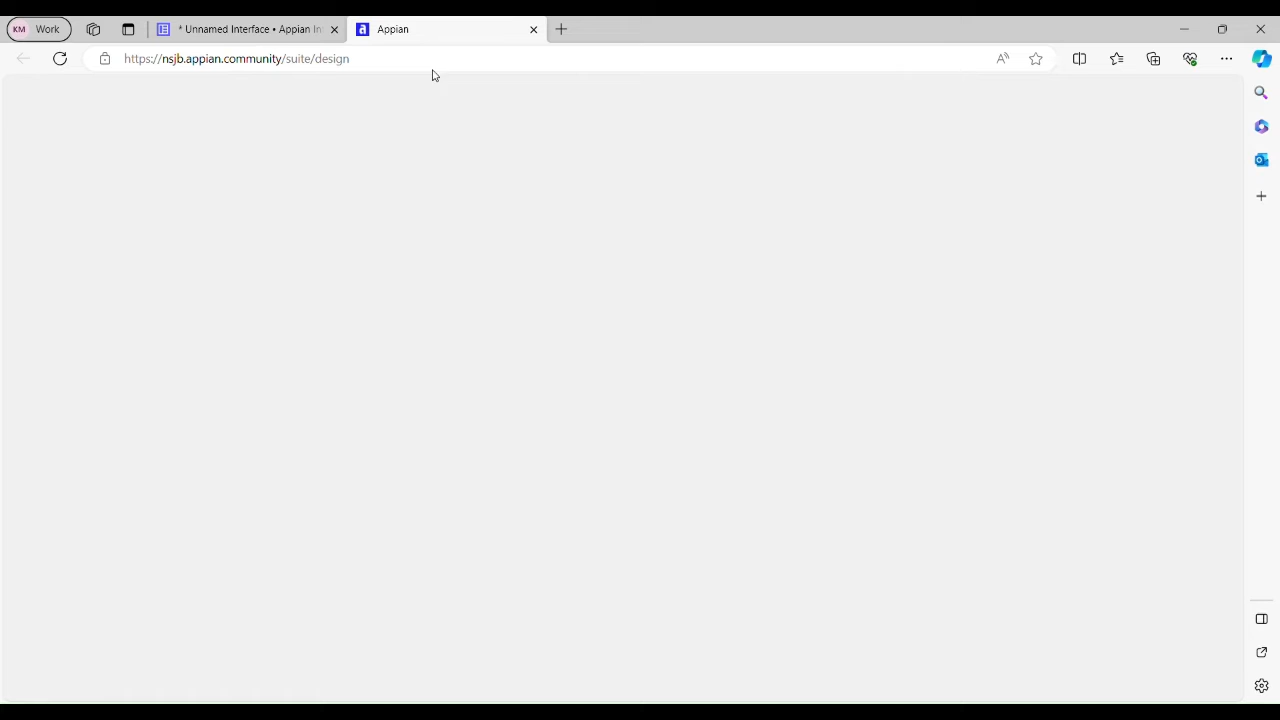 KM Work
* Unnamed Interface • Appian In
Appian
https://nsjb.appian.community/suite/design